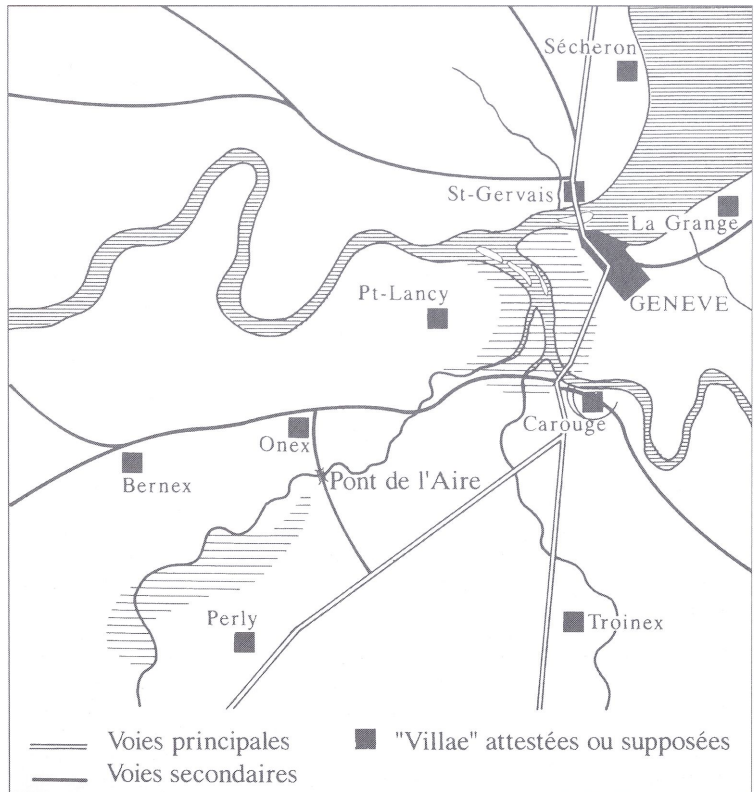 Sécheron
St-Gervais
La Grange
Pt-Lancy
GENEVE
Carouge
Onex
Bernex
Pont de l'Aire
Perly
Troinex
Voies principales
"Villae" attestées ou supposées
Voies secondaires